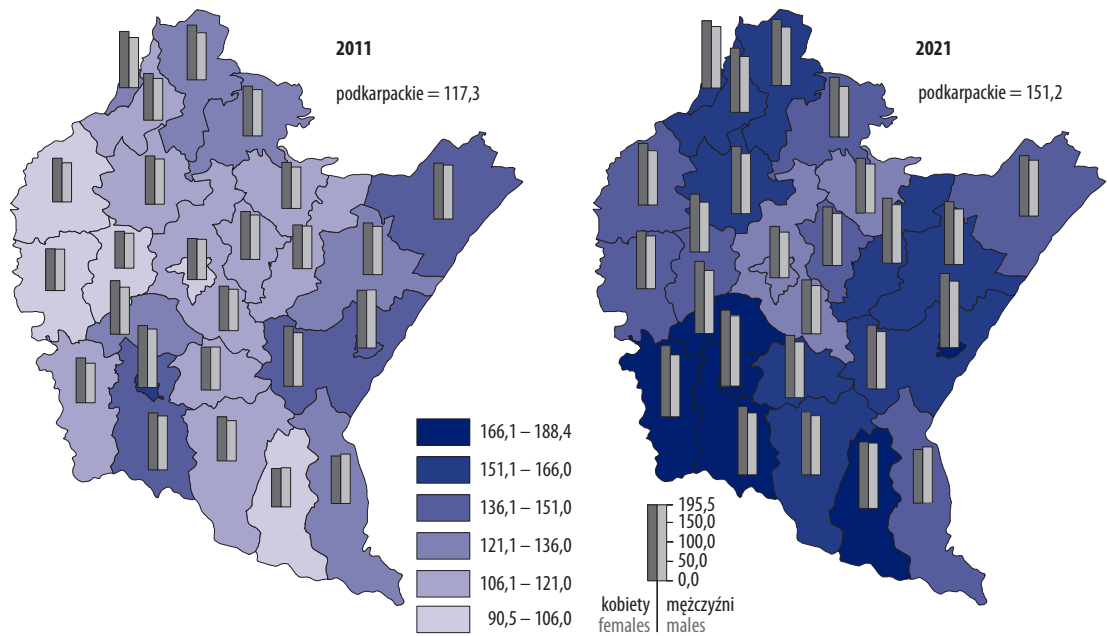 2011
podkarpackie = 117,3
2021
podkarpackie = 151,2
166,1 – 188,4
151,1 – 166,0
136,1 – 151,0
121,1 – 136,0
106,1 – 121,0
90,5 – 106,0
195,5
150,0
100,0
50,0
0,0
kobiety mężczyźni
females males